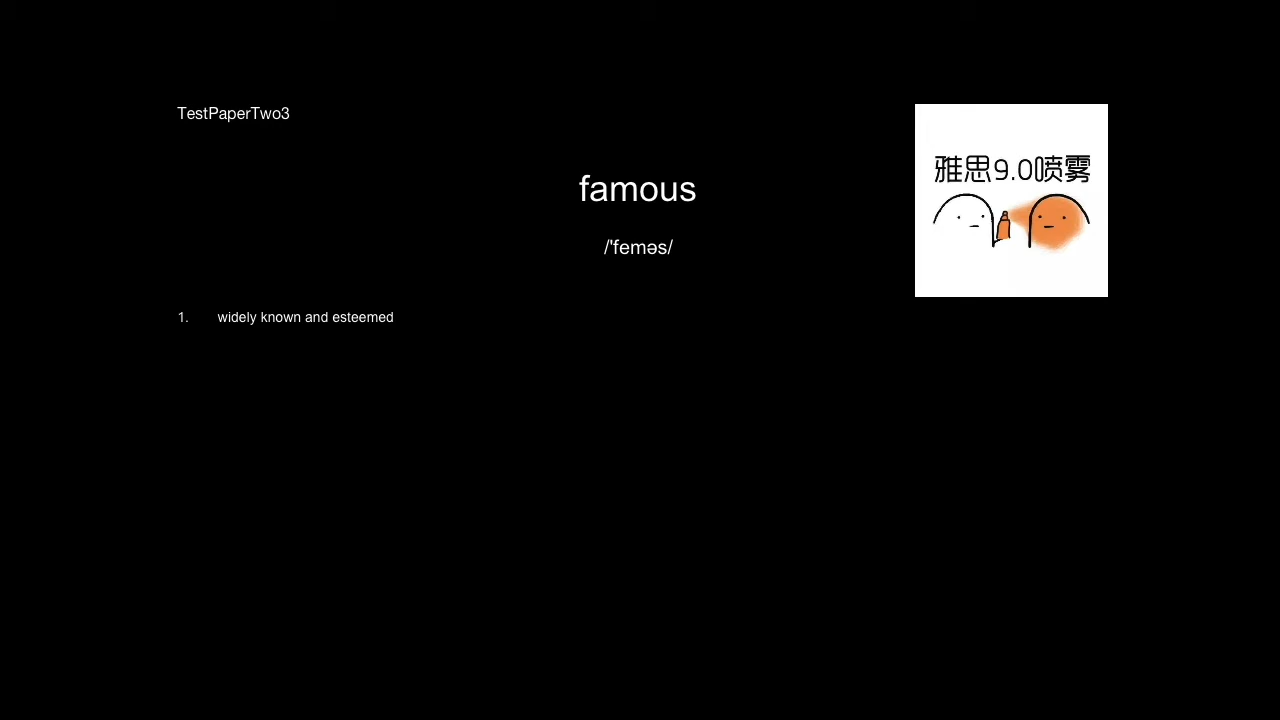 TestPaperTwo3
雅思9.0喷雾
famous
/'feməs/
1. widely known and esteemed